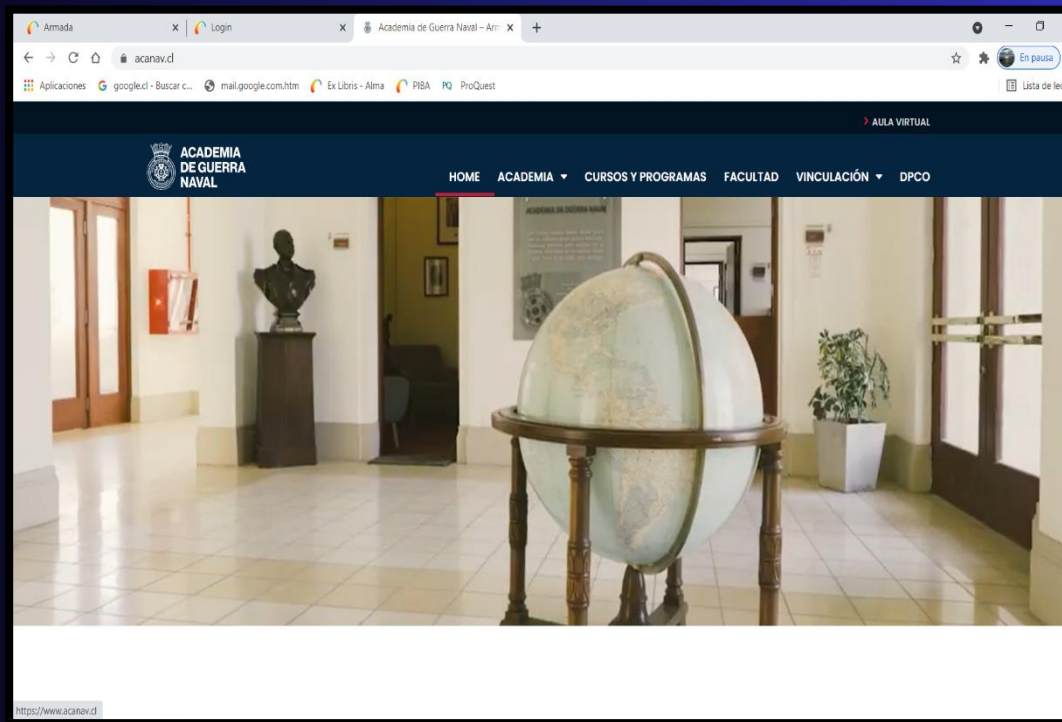 Armada
Login
Academia de Guerra Naval – Arm
acanav.cl
En pausa
Aplicaciones
google.cl - Buscar c...
mail.google.com.htm
Ex Libris - Alma
PIBA
PQ ProQuest
Lista de lec
AULA VIRTUAL
ACADEMIA
DE GUERRA
NAVAL
HOME ACADEMIA CURSOS Y PROGRAMAS FACULTAD VINCULACIÓN DPCO
ACADEMIA DE GUERRA NAVAL
https://www.acanav.cl